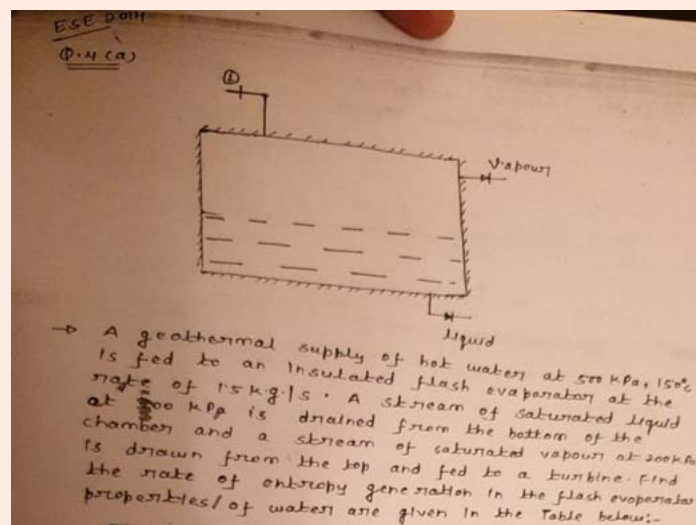 ESE 2014
Q.4 (a)
①
Vapour
liquid
→ A geothermal supply of hot water at 500 kPa, 150°C
is fed to an insulated flash evaporator at the
rate of 1.5 kg/s. A stream of saturated liquid
at 200 kPa is drained from the bottom of the
chamber and a stream of saturated vapour at 200kPa
is drawn from the top and fed to a turbine. Find
the rate of entropy generation in the flash evoperator
properties/ of water are given in the Table below:-